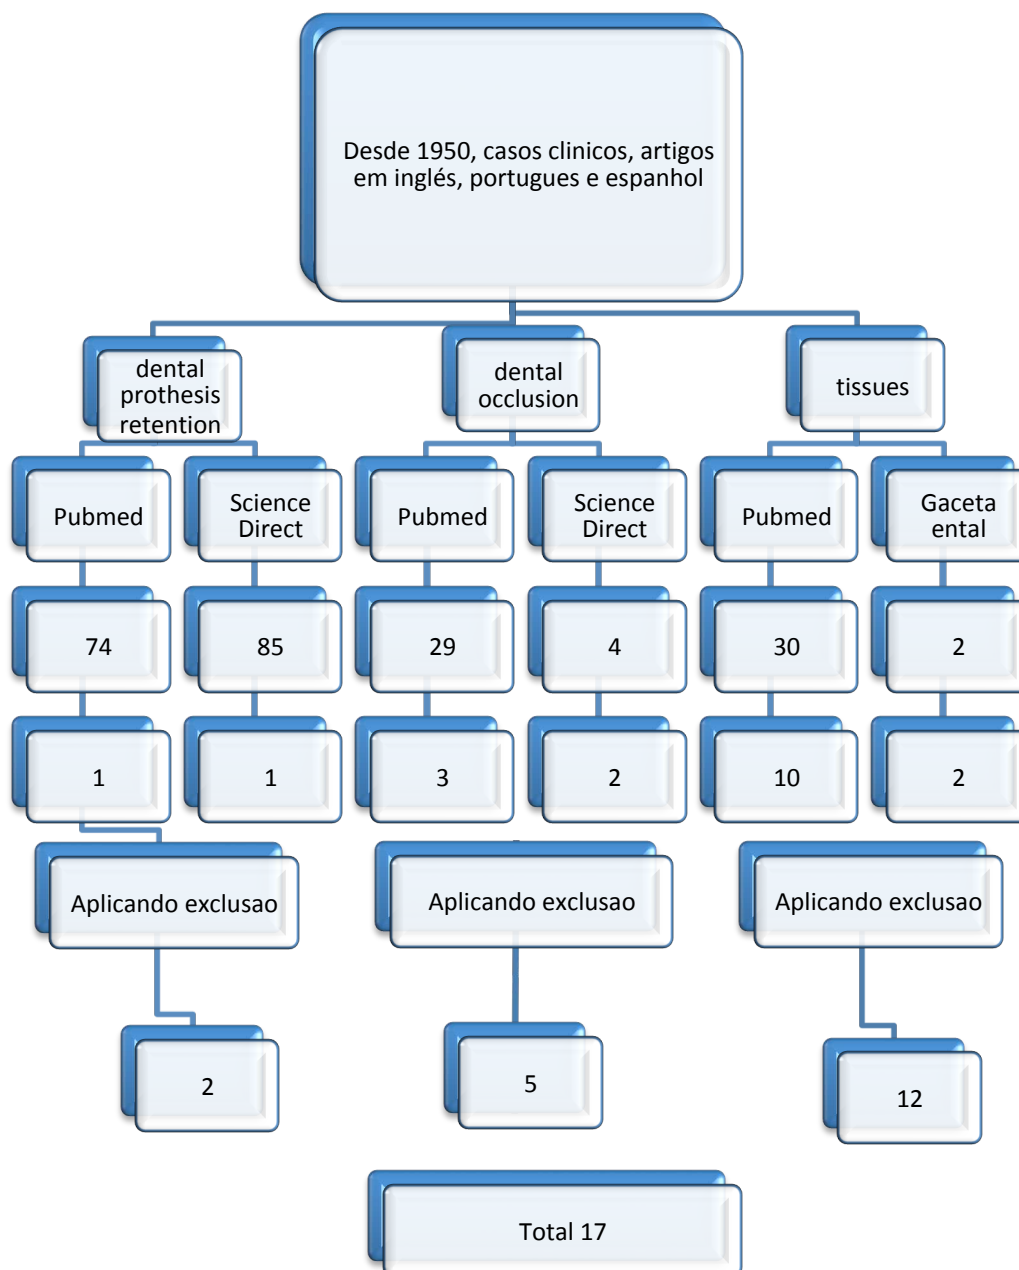 Desde 1950, casos clinicos, artigos
em inglés, portugues e espanhol
dental
prothesis
retention
dental
occlusion
tissues
Pubmed
Science
Direct
Pubmed
Science
Direct
Pubmed
Gaceta
ental
74
85
29
4
30
2
1
1
3
2
10
2
Aplicando exclusao
Aplicando exclusao
Aplicando exclusao
2
5
12
Total 17